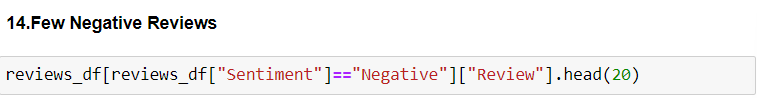 14.Few Negative Reviews
reviews_df[reviews_df["Sentiment"]=="Negative"]["Review"].head(20)